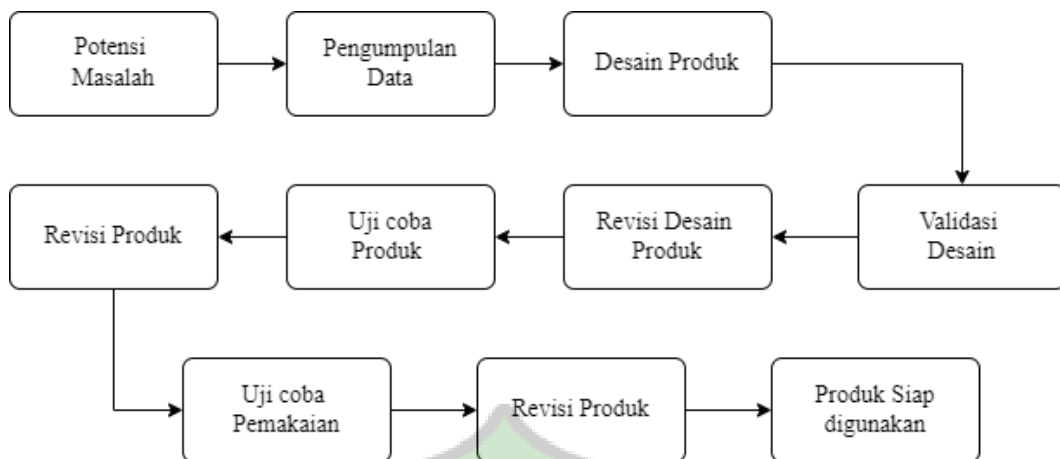 Potensi
Masalah
Pengumpulan
Data
Desain Produk
Validasi
Desain
Revisi Desain
Produk
Uji coba
Produk
Revisi Produk
Uji coba
Pemakaian
Revisi Produk
Produk Siap
digunakan